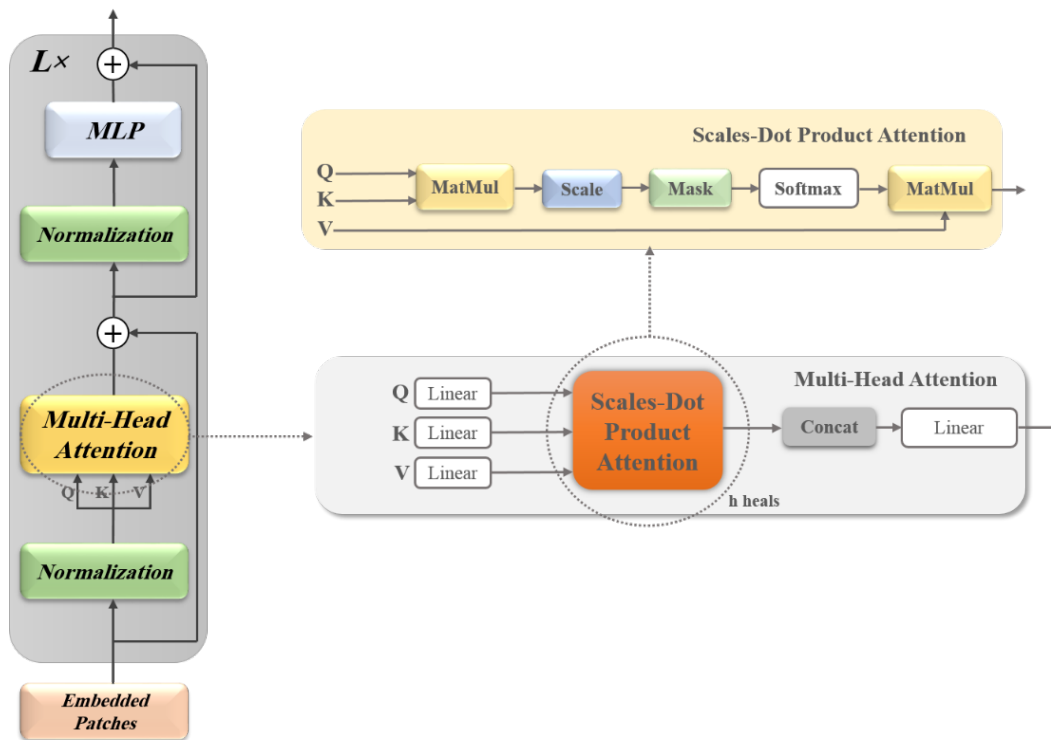 L×
MLP
Normalization
Multi-Head
Attention
Q K V
Normalization
Embedded
Patches
Scales-Dot Product Attention
Q
K
V
MatMul
Scale
Mask
Softmax
MatMul
Multi-Head Attention
Q Linear
K Linear
V Linear
Scales-Dot
Product
Attention
h heals
Concat
Linear